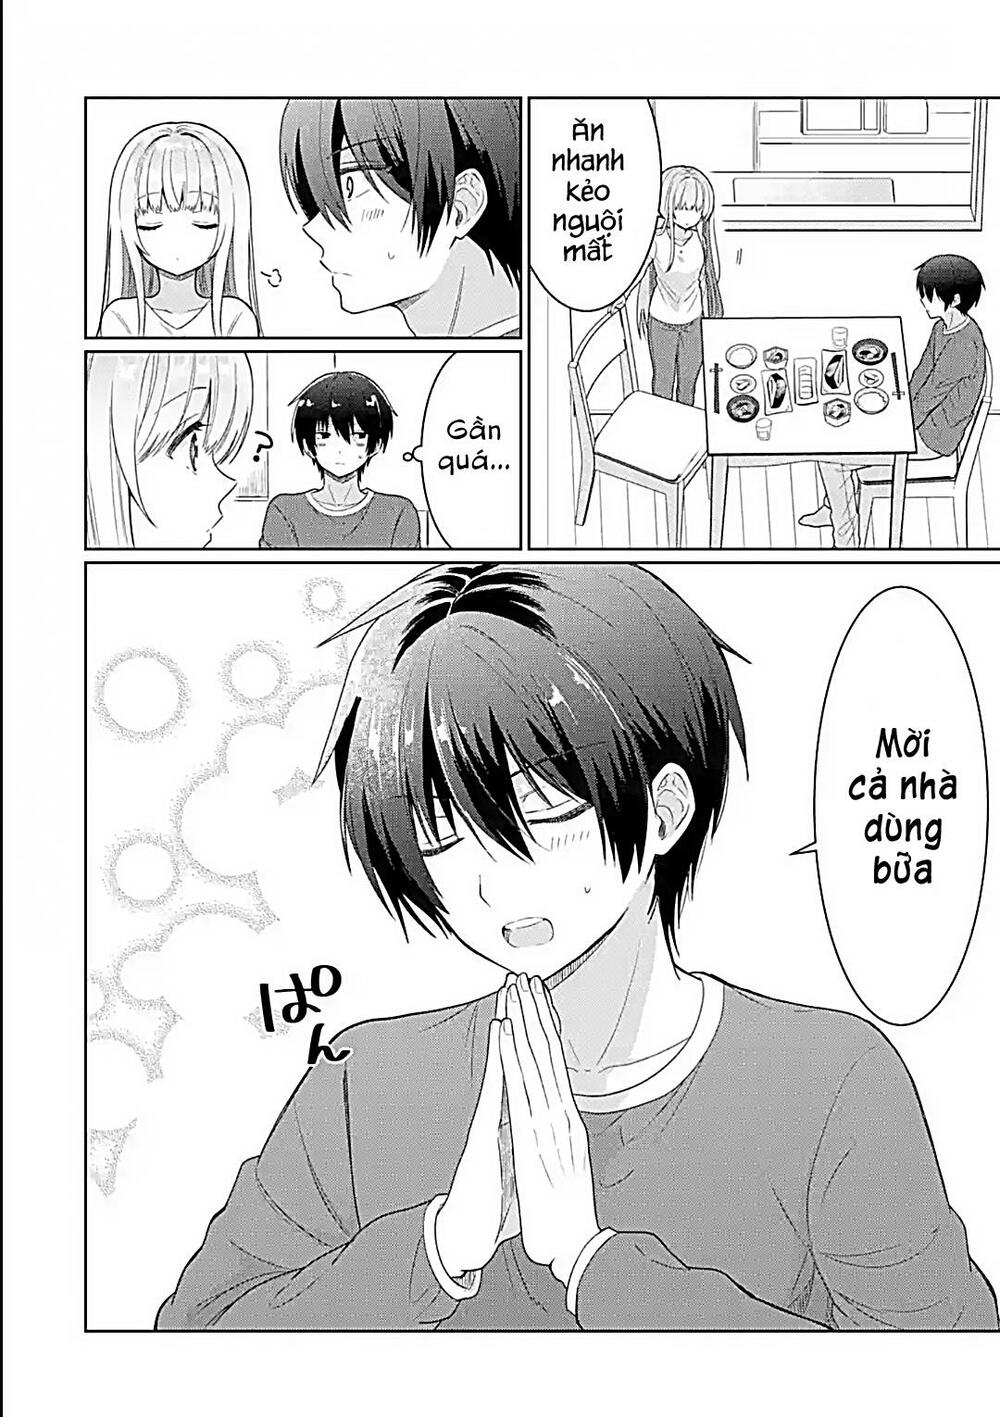 Ăn
nhanh
kẻo
nguội
mất
Gần
quá...
?
Mời
cả nhà
dùng
bữa
ぱん